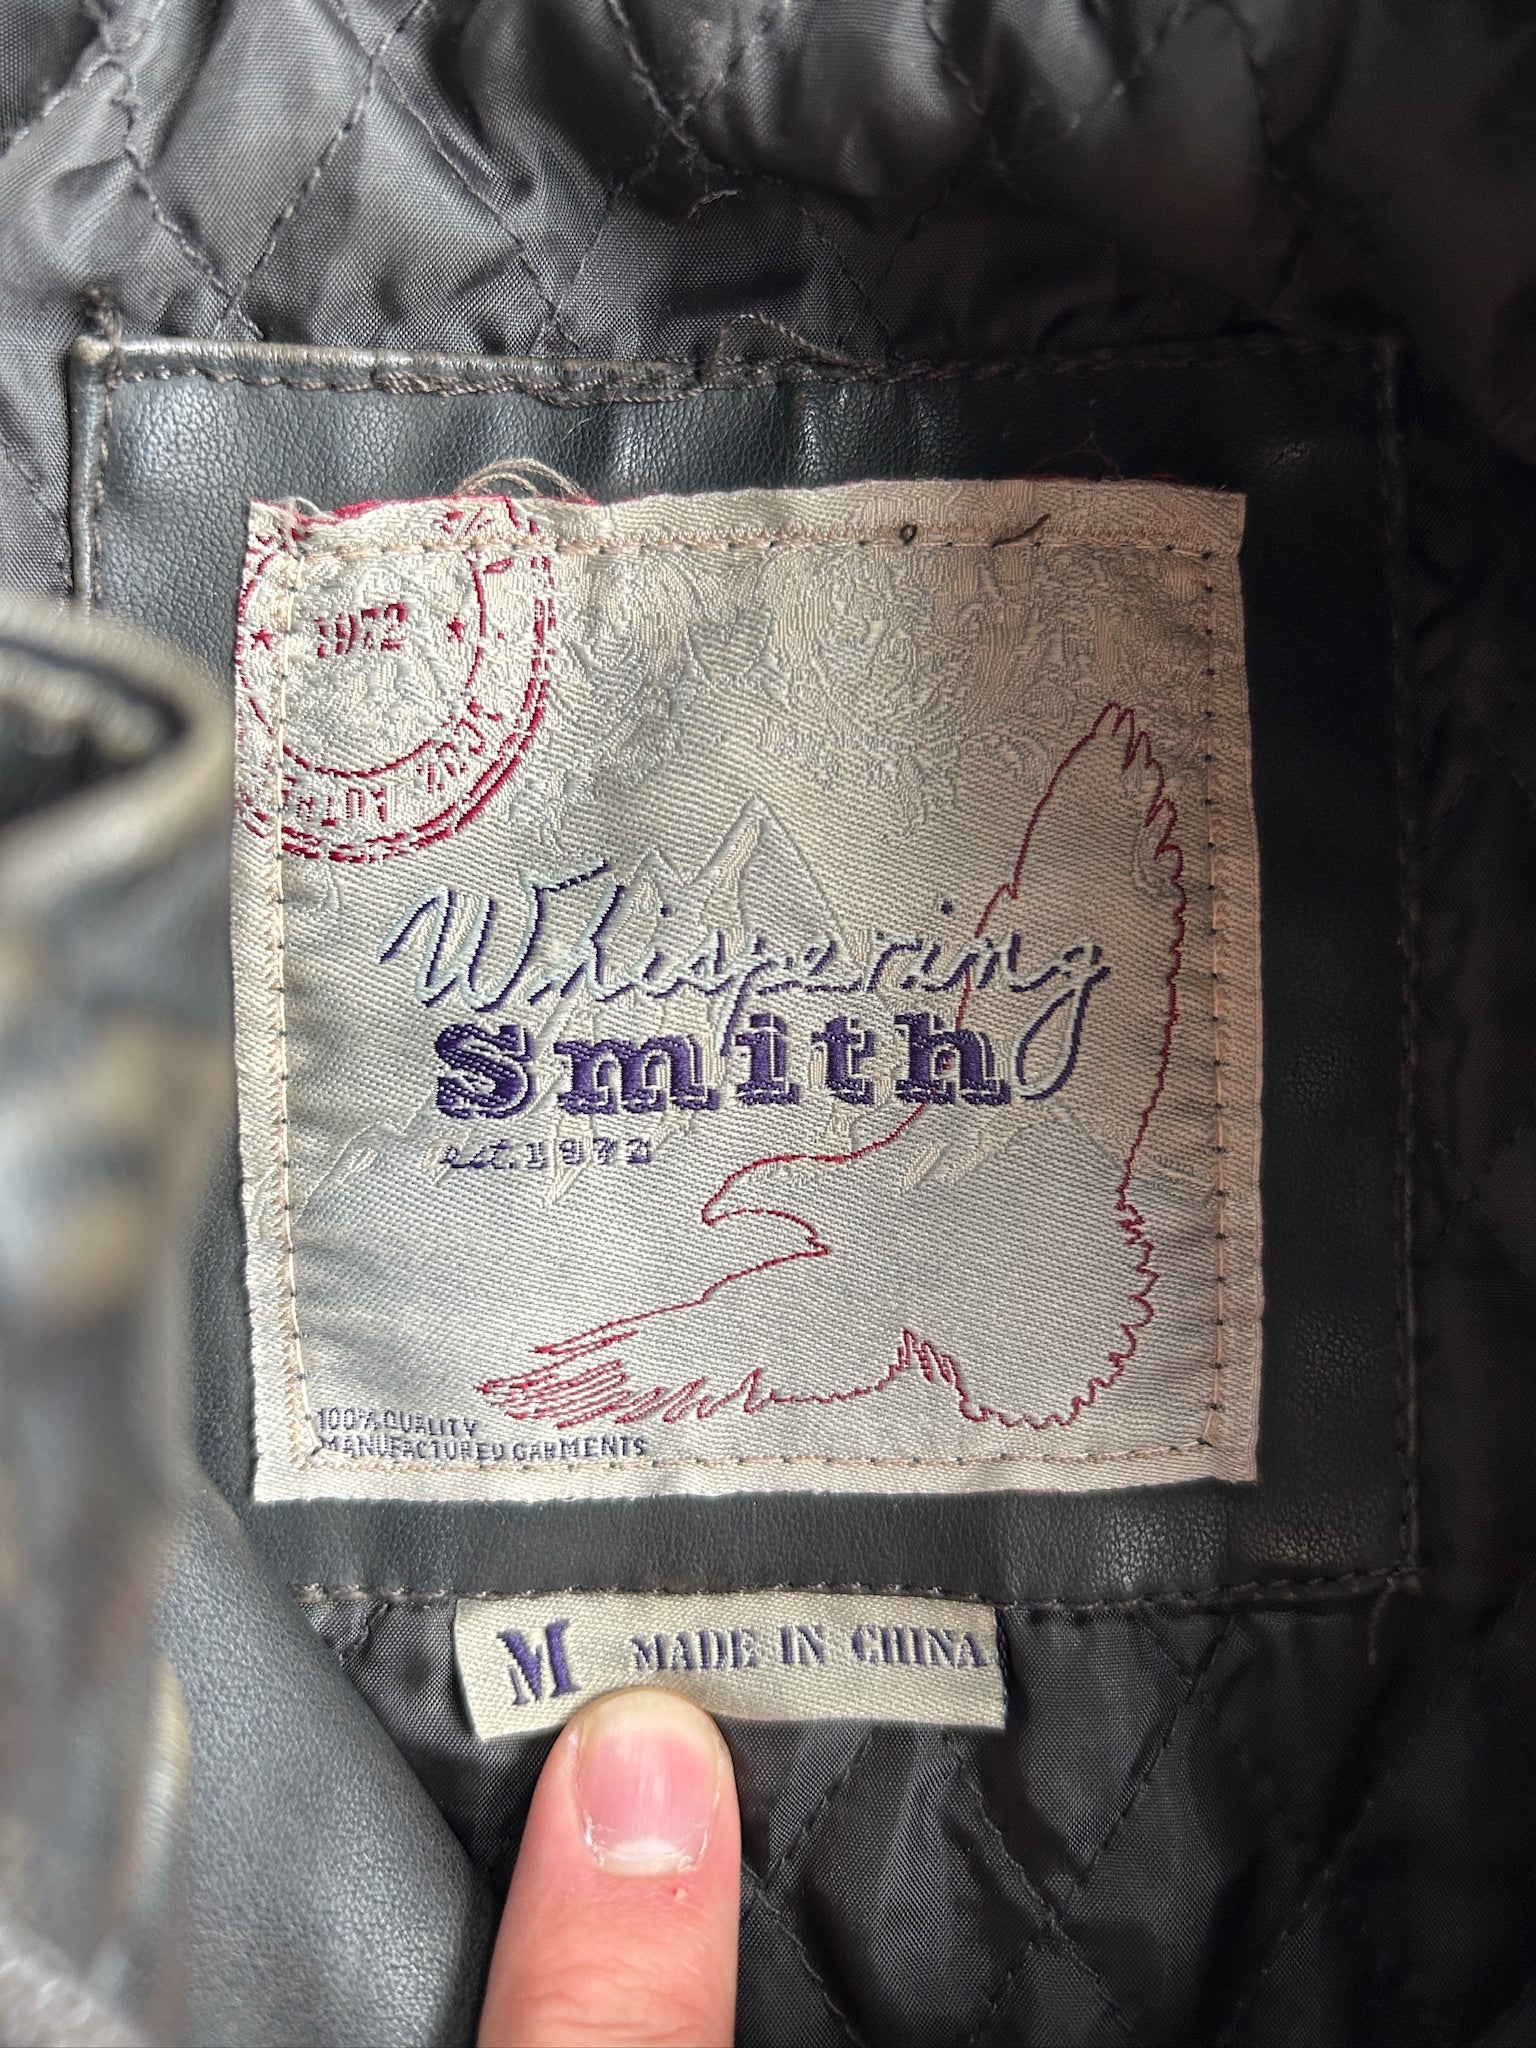 1972
Whispering
Smith
est. 1972
100% QUALITY
MANUFACTURED GARMENTS
M MADE IN CHINA